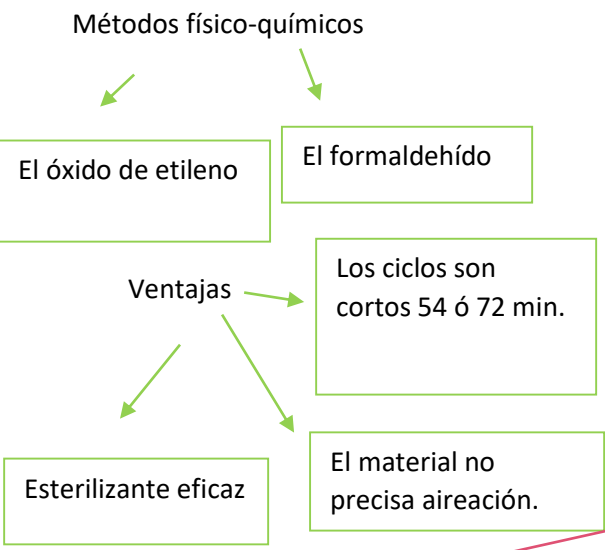 Métodos físico-químicos
El óxido de etileno
El formaldehído
Ventajas
Los ciclos son
cortos 54 ó 72 min.
Esterilizante eficaz
El material no
precisa aireación.